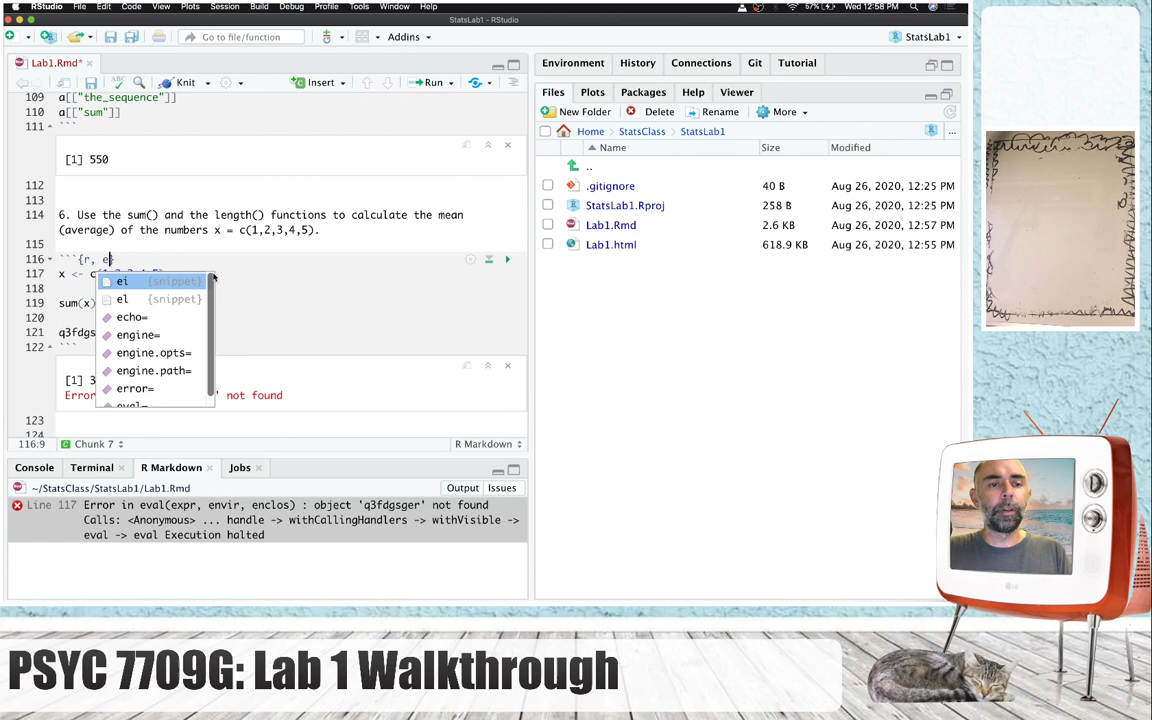 RStudio File Edit Code View Plots Session Build Debug Profile Tools Window Help 67% Wed 12:58 PM
StatsLab1 - RStudio
Go to file/function Addins StatsLab1
Lab1.Rmd*
Environment History Connections Git Tutorial
Knit Insert Run
Files Plots Packages Help Viewer
New Folder Delete Rename More
Home StatsClass StatsLab1 ...
Name Size Modified
..
.gitignore 40 B Aug 26, 2020, 12:25 PM
StatsLab1.Rproj 258 B Aug 26, 2020, 12:25 PM
Lab1.Rmd 2.6 KB Aug 26, 2020, 12:57 PM
Lab1.html 618.9 KB Aug 26, 2020, 12:55 PM
109 a[["the_sequence"]]
110 a[["sum"]]
111 ```
[1] 550
112
113
114 6. Use the sum() and the length() functions to calculate the mean
(average) of the numbers x = c(1,2,3,4,5).
115
116 ```{r, e}
117 x <- c
118
119 sum(x)
120
121 q3fdgs
122 ```
ei {snippet}
el {snippet}
echo=
engine=
engine.opts=
engine.path=
error=
eval=
[1] 3
Error ' not found
123
124
116:9 Chunk 7 R Markdown
Console Terminal R Markdown Jobs
~/StatsClass/StatsLab1/Lab1.Rmd Output Issues
Line 117 Error in eval(expr, envir, enclos) : object 'q3fdgsger' not found
Calls: <Anonymous> ... handle -> withCallingHandlers -> withVisible ->
eval -> eval Execution halted
LG
PSYC 7709G: Lab 1 Walkthrough